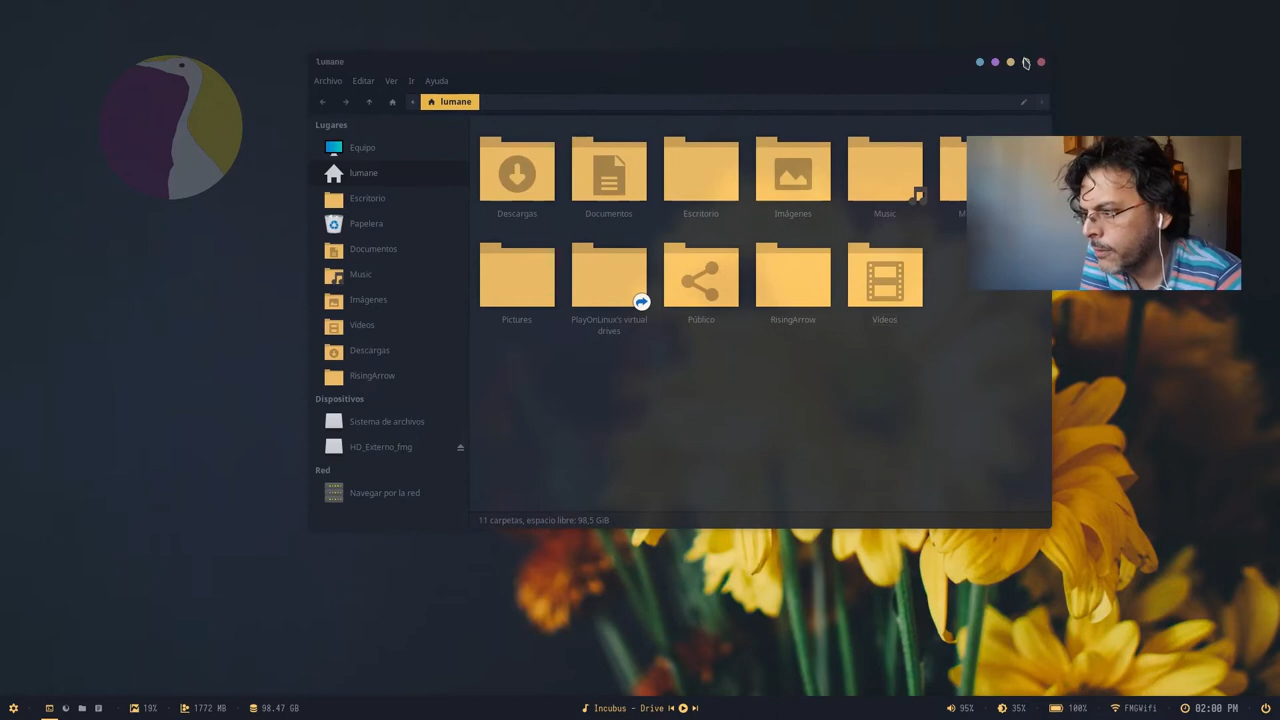 lumane
Archivo Editar Ver Ir Ayuda
lumane
Lugares
Equipo
lumane
Escritorio
Papelera
Documentos
Music
Imágenes
Vídeos
Descargas
RisingArrow
Dispositivos
Sistema de archivos
HD_Externo_fmg
Red
Navegar por la red
Descargas Documentos Escritorio Imágenes Music
Pictures PlayOnLinux's virtual Público RisingArrow Vídeos
drives
11 carpetas, espacio libre: 98,5 GiB
19% 1772 MB 98.47 GB Incubus - Drive 95% 35% 100% FMGWifi 02:00 PM